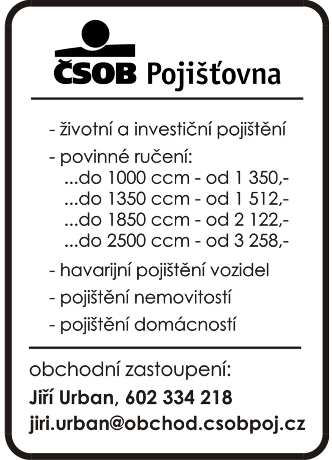 ČSOB Pojišťovna
- životní a investiční pojištění
- povinné ručení:
...do 1000 ccm - od 1 350,-
...do 1350 ccm - od 1 512,-
...do 1850 ccm - od 2 122,-
...do 2500 ccm - od 3 258,-
- havarijní pojištění vozidel
- pojištění nemovitostí
- pojištění domácností
obchodní zastoupení:
Jiří Urban, 602 334 218
jiri.urban@obchod.csobpoj.cz